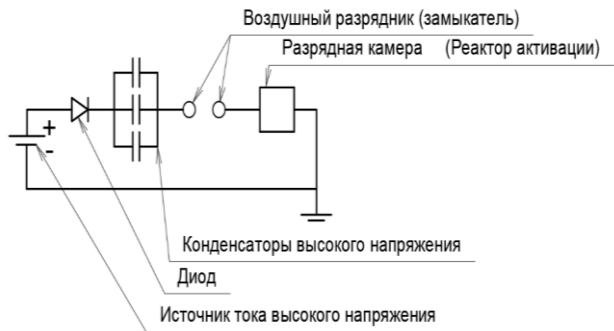 Воздушный разрядник (замыкатель)
Разрядная камера (Реактор активации)
+
-
Конденсаторы высокого напряжения
Диод
Источник тока высокого напряжения